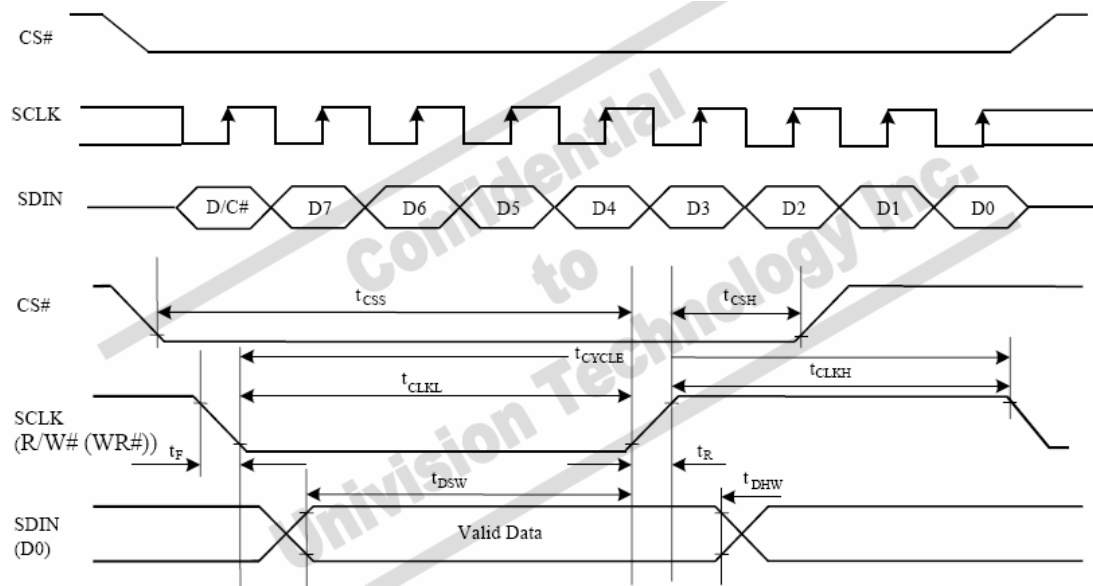 CS#
SCLK
SDIN
D/C# D7 D6 D5 D4 D3 D2 D1 D0
CS#
tCSS
tCSH
tCYCLE
tCLKL
tCLKH
SCLK
(R/W# (WR#))
tF
tR
tDSW
tDHW
SDIN
(D0)
Valid Data
Confidential
to
Univision Technology Inc.